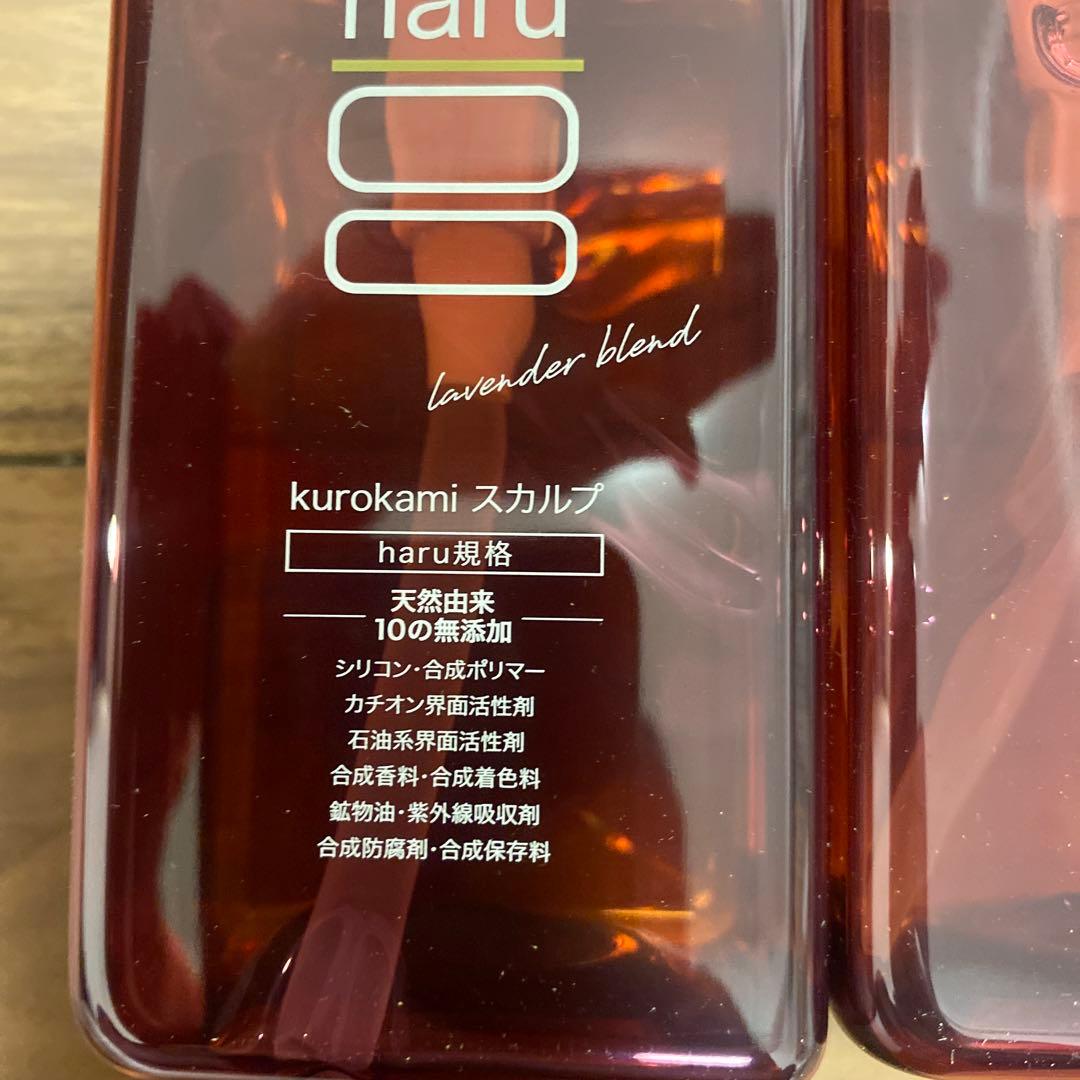 haru
lavender blend
kurokami スカルプ
haru規格
天然由来
10の無添加
シリコン・合成ポリマー
カチオン界面活性剤
石油系界面活性剤
合成香料・合成着色料
鉱物油・紫外線吸収剤
合成防腐剤・合成保存料